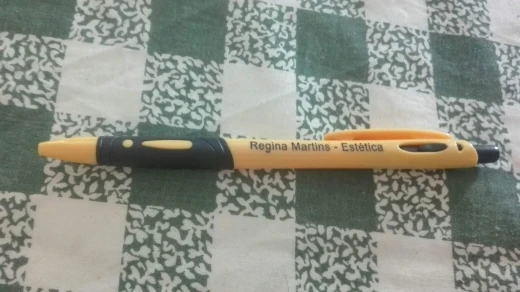 Regina Martins - Estética